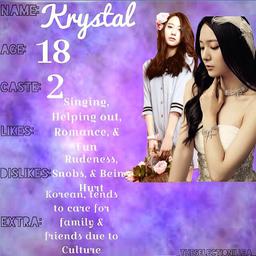 NAME: Krystal
AGE: 18
CASTE: 2
Singing,
Helping out,
LIKES: Romance, &
Fun
Rudeness,
DISLIKES: Snobs, & Being
Hurt
Korean, tends
to care for
EXTRA: family &
friends due to
Culture